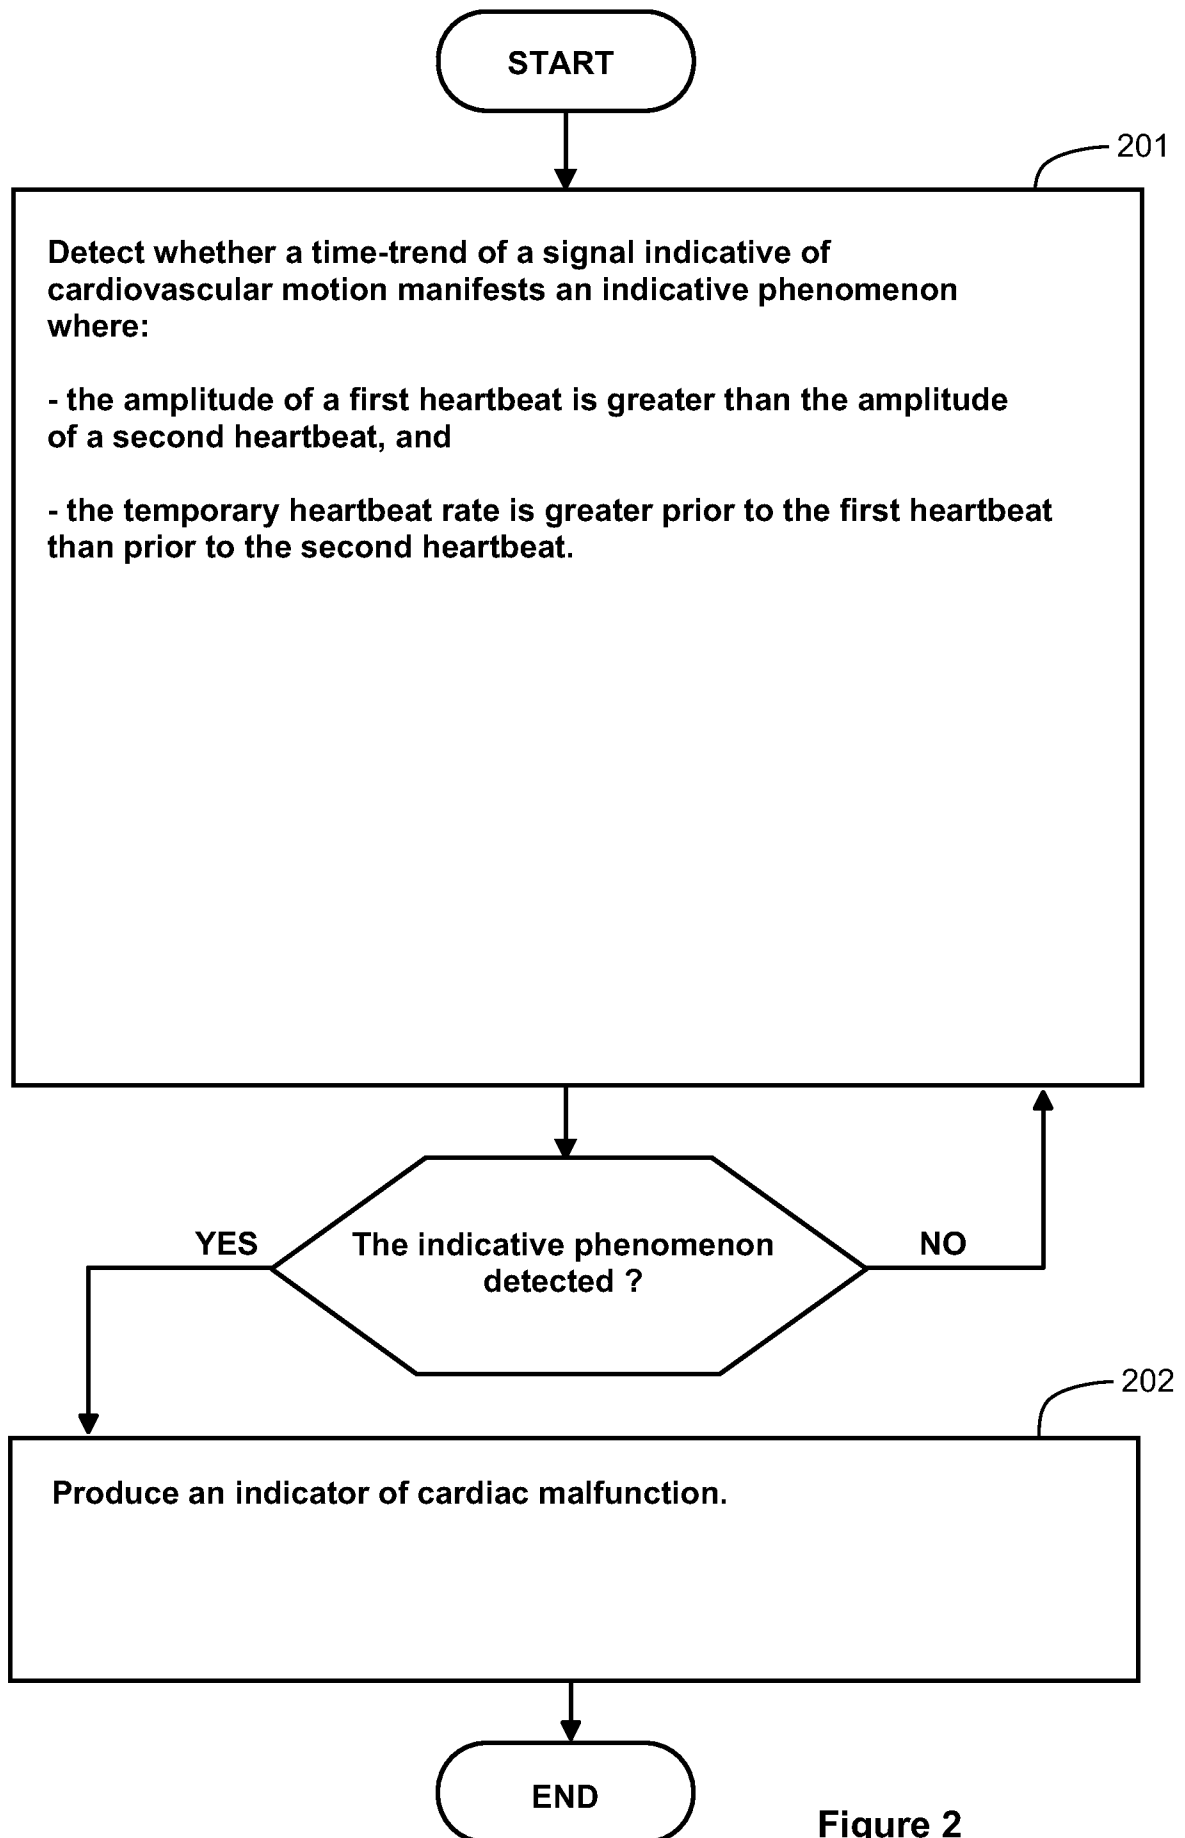 START
201
Detect whether a time-trend of a signal indicative of
cardiovascular motion manifests an indicative phenomenon
where:
- the amplitude of a first heartbeat is greater than the amplitude
of a second heartbeat, and
- the temporary heartbeat rate is greater prior to the first heartbeat
than prior to the second heartbeat.
YES
The indicative phenomenon
detected ?
NO
202
Produce an indicator of cardiac malfunction.
END
Figure 2